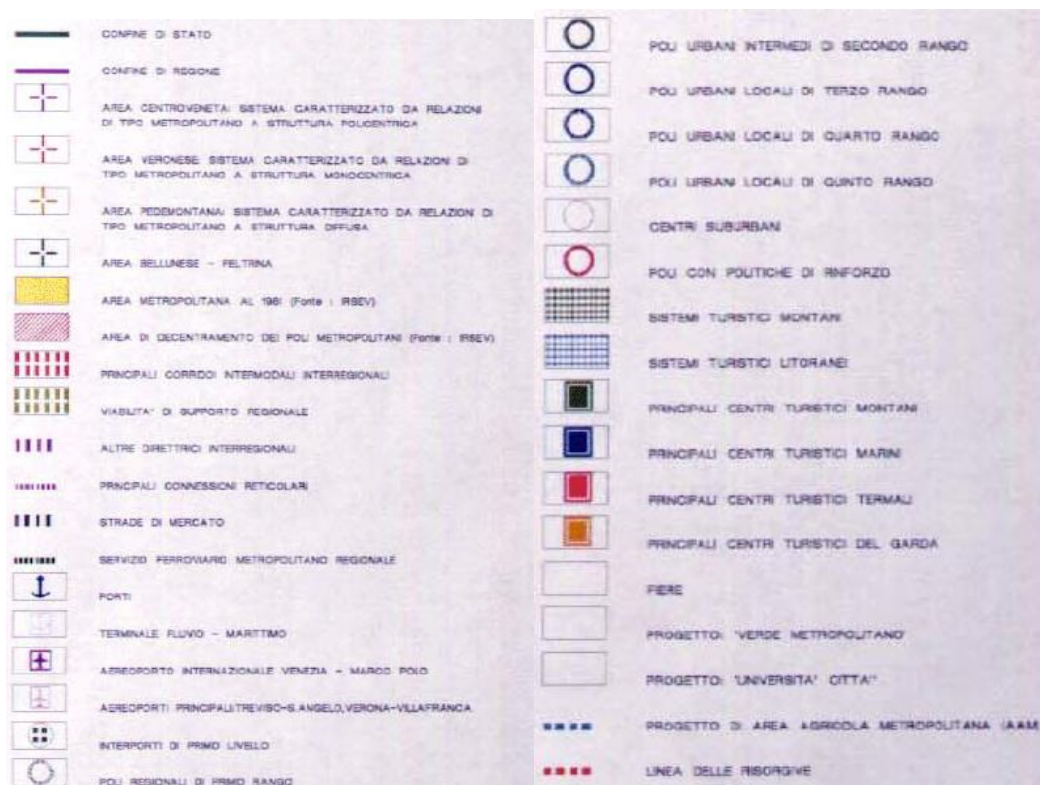 CONFINE DI STATO
CONFINE DI REGIONE
AREA CENTROVENETA: SISTEMA CARATTERIZZATO DA RELAZIONI
DI TIPO METROPOLITANO A STRUTTURA POLICENTRICA
AREA VERONESE: SISTEMA CARATTERIZZATO DA RELAZIONI DI
TIPO METROPOLITANO A STRUTTURA MONOCENTRICA
AREA PEDEMONTANA: SISTEMA CARATTERIZZATO DA RELAZIONI DI
TIPO METROPOLITANO A STRUTTURA DIFFUSA
AREA BELLUNESE - FELTRINA
AREA METROPOLITANA AL 1981 (Fonte : IRSEV)
AREA DI DECENTRAMENTO DEI POLI METROPOLITANI (Fonte : IRSEV)
PRINCIPALI CORRIDOI INTERMODALI INTERREGIONALI
VIABILITA' DI SUPPORTO REGIONALE
ALTRE DIRETTRICI INTERREGIONALI
PRINCIPALI CONNESSIONI RETICOLARI
STRADE DI MERCATO
SERVIZIO FERROVIARIO METROPOLITANO REGIONALE
PORTI
TERMINALE FLUVIO - MARITTIMO
AEREOPORTO INTERNAZIONALE VENEZIA - MARCO POLO
AEREOPORTI PRINCIPALI:TREVISO-S.ANGELO,VERONA-VILLAFRANCA
INTERPORTI DI PRIMO LIVELLO
POLI REGIONALI DI PRIMO RANGO
POLI URBANI INTERMEDI DI SECONDO RANGO
POLI URBANI LOCALI DI TERZO RANGO
POLI URBANI LOCALI DI QUARTO RANGO
POLI URBANI LOCALI DI QUINTO RANGO
CENTRI SUBURBANI
POLI CON POLITICHE DI RINFORZO
SISTEMI TURISTICI MONTANI
SISTEMI TURISTICI LITORANEI
PRINCIPALI CENTRI TURISTICI MONTANI
PRINCIPALI CENTRI TURISTICI MARINI
PRINCIPALI CENTRI TURISTICI TERMALI
PRINCIPALI CENTRI TURISTICI DEL GARDA
FIERE
PROGETTO: 'VERDE METROPOLITANO'
PROGETTO: 'UNIVERSITA' CITTA''
PROGETTO DI AREA AGRICOLA METROPOLITANA (AAM
LINEA DELLE RISORGIVE